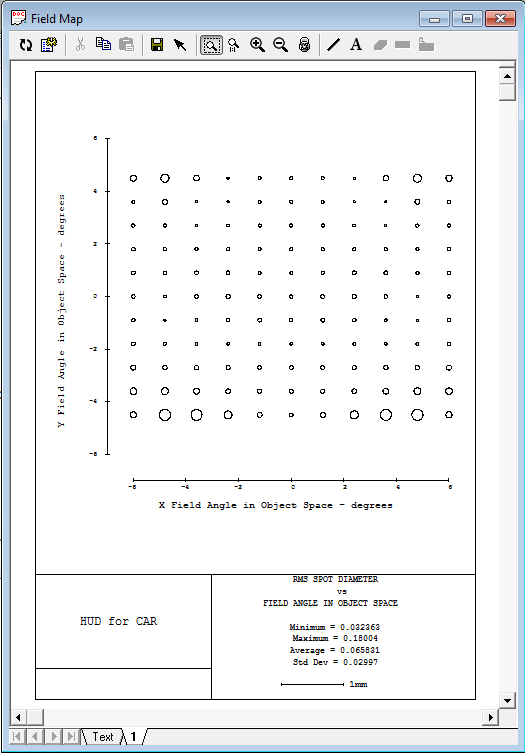 Field Map
6
4
2
0
-2
-4
-6
Y Field Angle in Object Space - degrees
-6 -4 -2 0 2 4 6
X Field Angle in Object Space - degrees
HUD for CAR
RMS SPOT DIAMETER
vs
FIELD ANGLE IN OBJECT SPACE
Minimum = 0.032363
Maximum = 0.18004
Average = 0.065831
Std Dev = 0.02997
1mm
Text 1